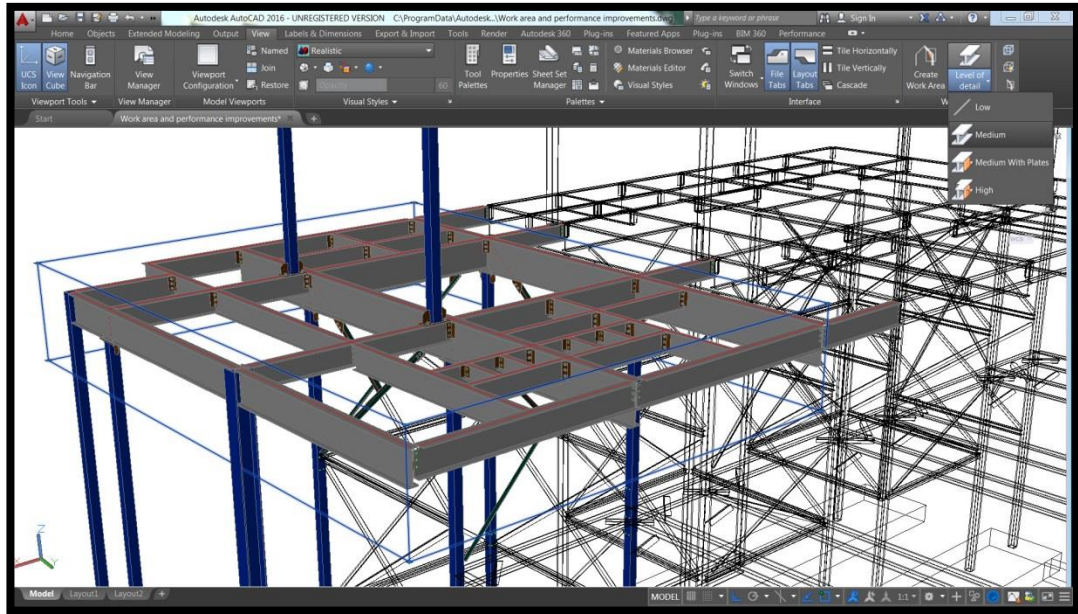 Autodesk AutoCAD 2016 - UNREGISTERED VERSION C:\ProgramData\Autodesk...\Work area and performance improvements.dwg Type a keyword or phrase Sign In
Home Objects Extended Modeling Output View Labels & Dimensions Export & Import Tools Render Autodesk 360 Plug-ins Featured Apps Plug-ins BIM 360 Performance
Named Realistic Materials Browser Tile Horizontally
Join Materials Editor Tile Vertically
Restore Opacity 60 Visual Styles Cascade
UCS Icon View Cube Navigation Bar View Manager Viewport Configuration Tool Palettes Properties Sheet Set Manager Switch Windows File Tabs Layout Tabs Create Work Area Level of detail
Viewport Tools View Manager Model Viewports Visual Styles Palettes Interface
Start Work area and performance improvements*
Low
Medium
Medium With Plates
High
Z
Model Layout1 Layout2 MODEL 1:1